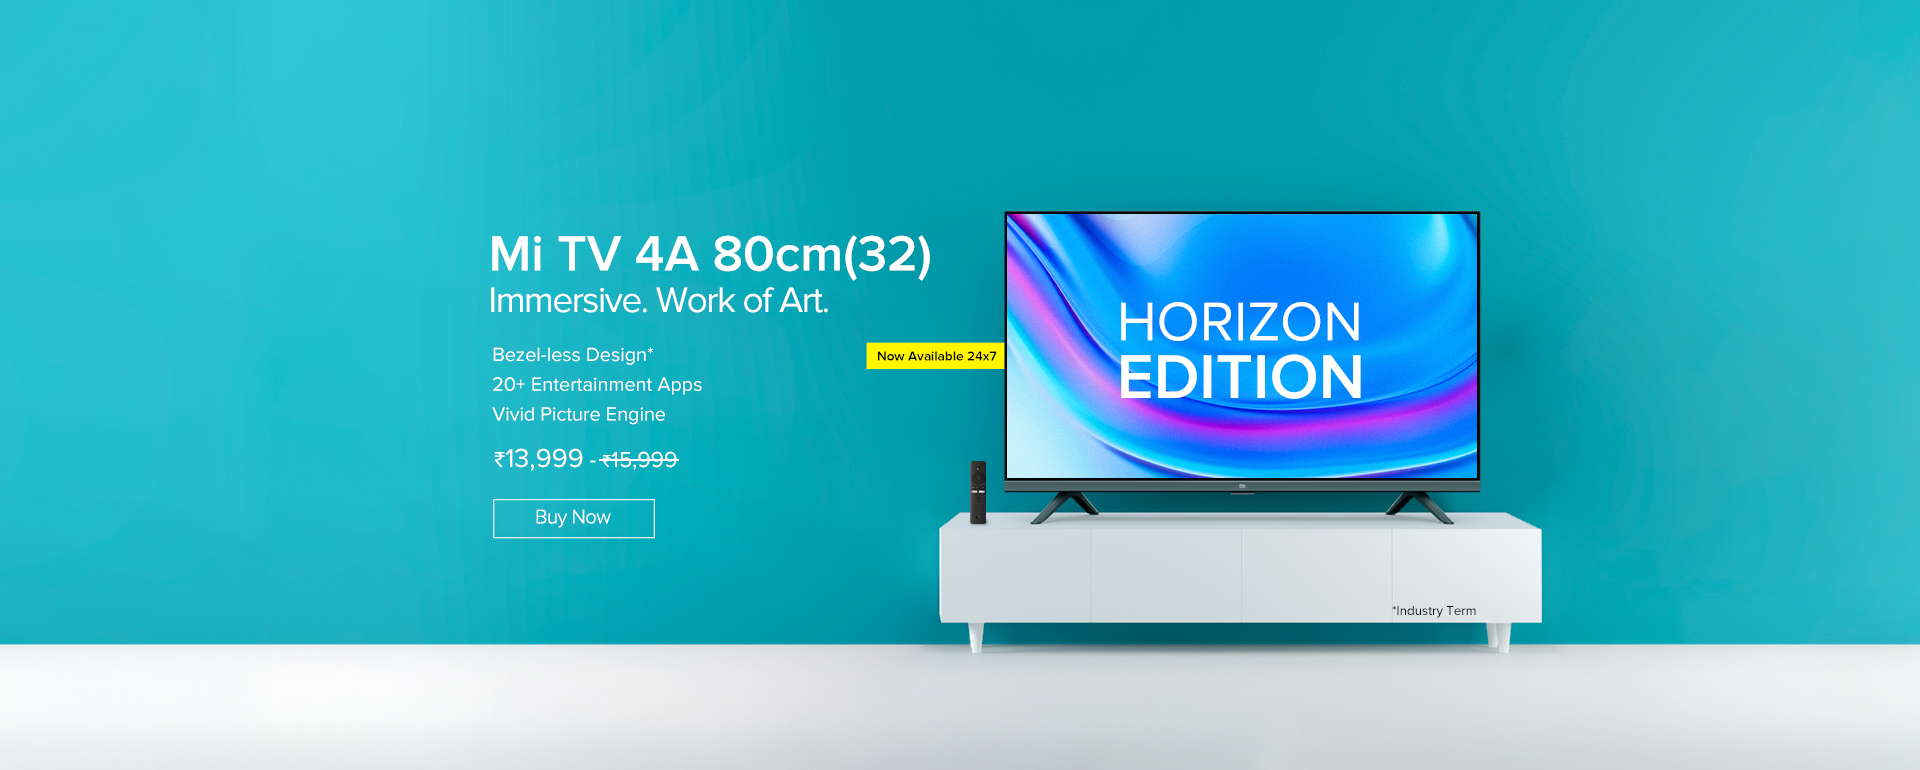 Mi TV 4A 80cm(32)
Immersive. Work of Art.
Bezel-less Design*
20+ Entertainment Apps
Vivid Picture Engine
₹13,999 - ₹15,999
Buy Now
Now Available 24x7
HORIZON
EDITION
mi
*Industry Term